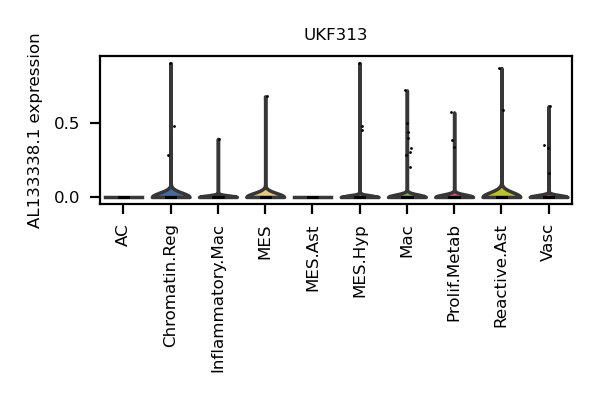 UKF313
AL133338.1 expression
0.5
0.0
AC
Chromatin.Reg
Inflammatory.Mac
MES
MES.Ast
MES.Hyp
Mac
Prolif.Metab
Reactive.Ast
Vasc